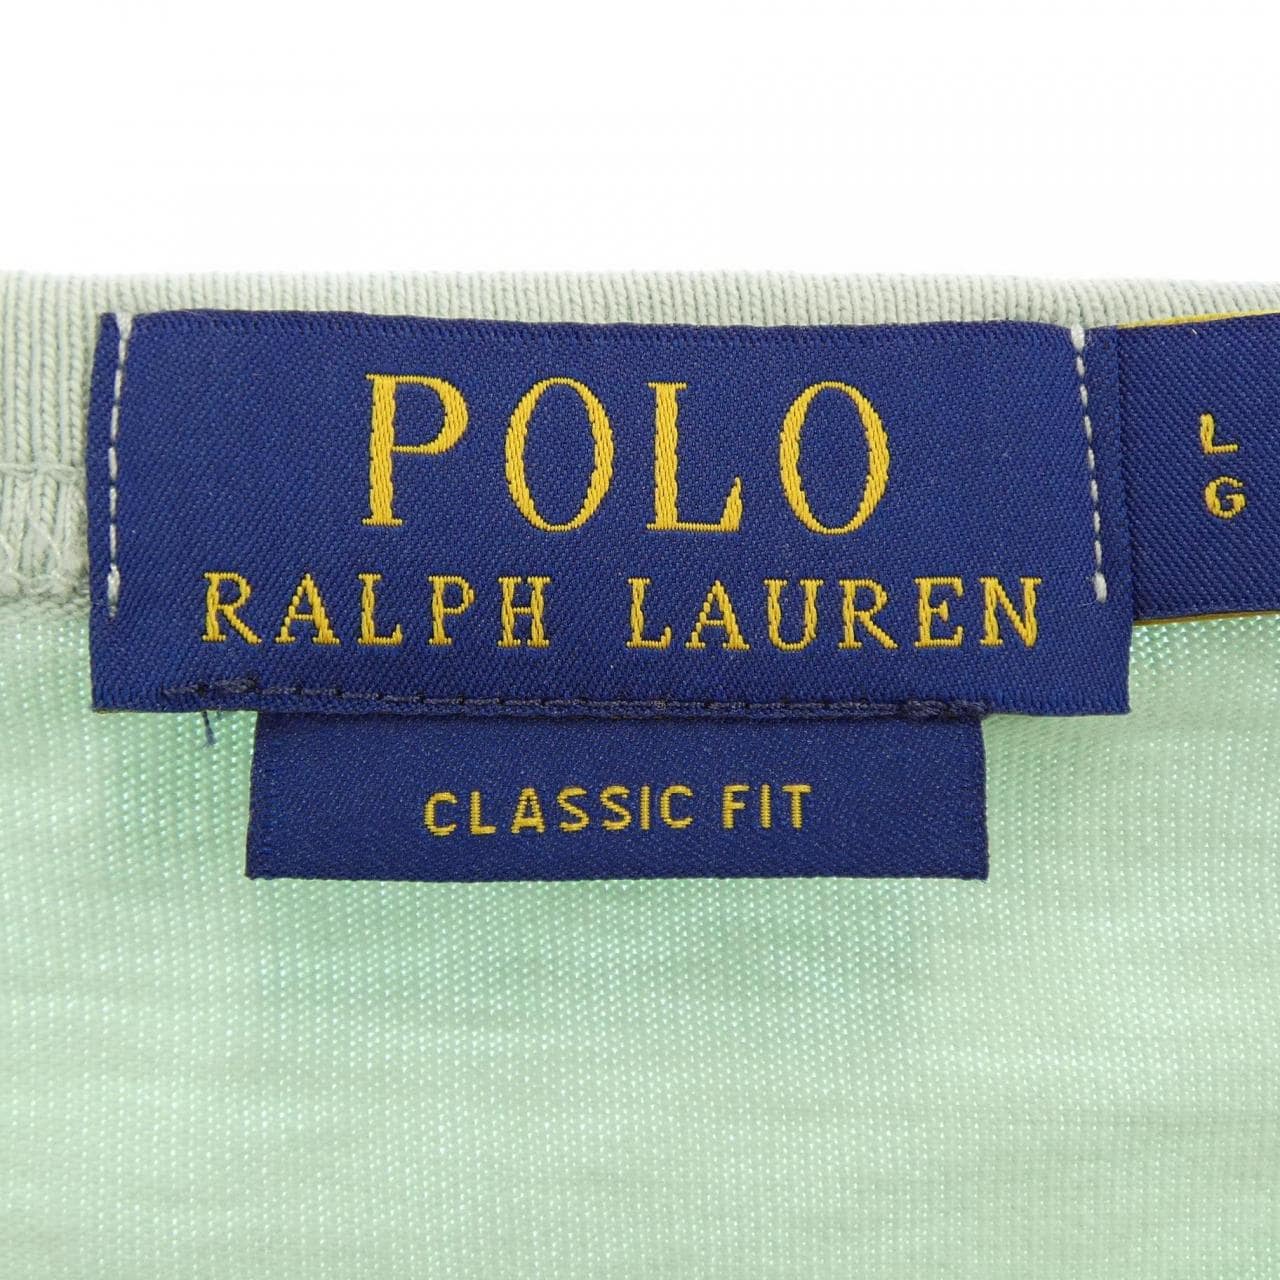 POLO
RALPH LAUREN
CLASSIC FIT
L
G